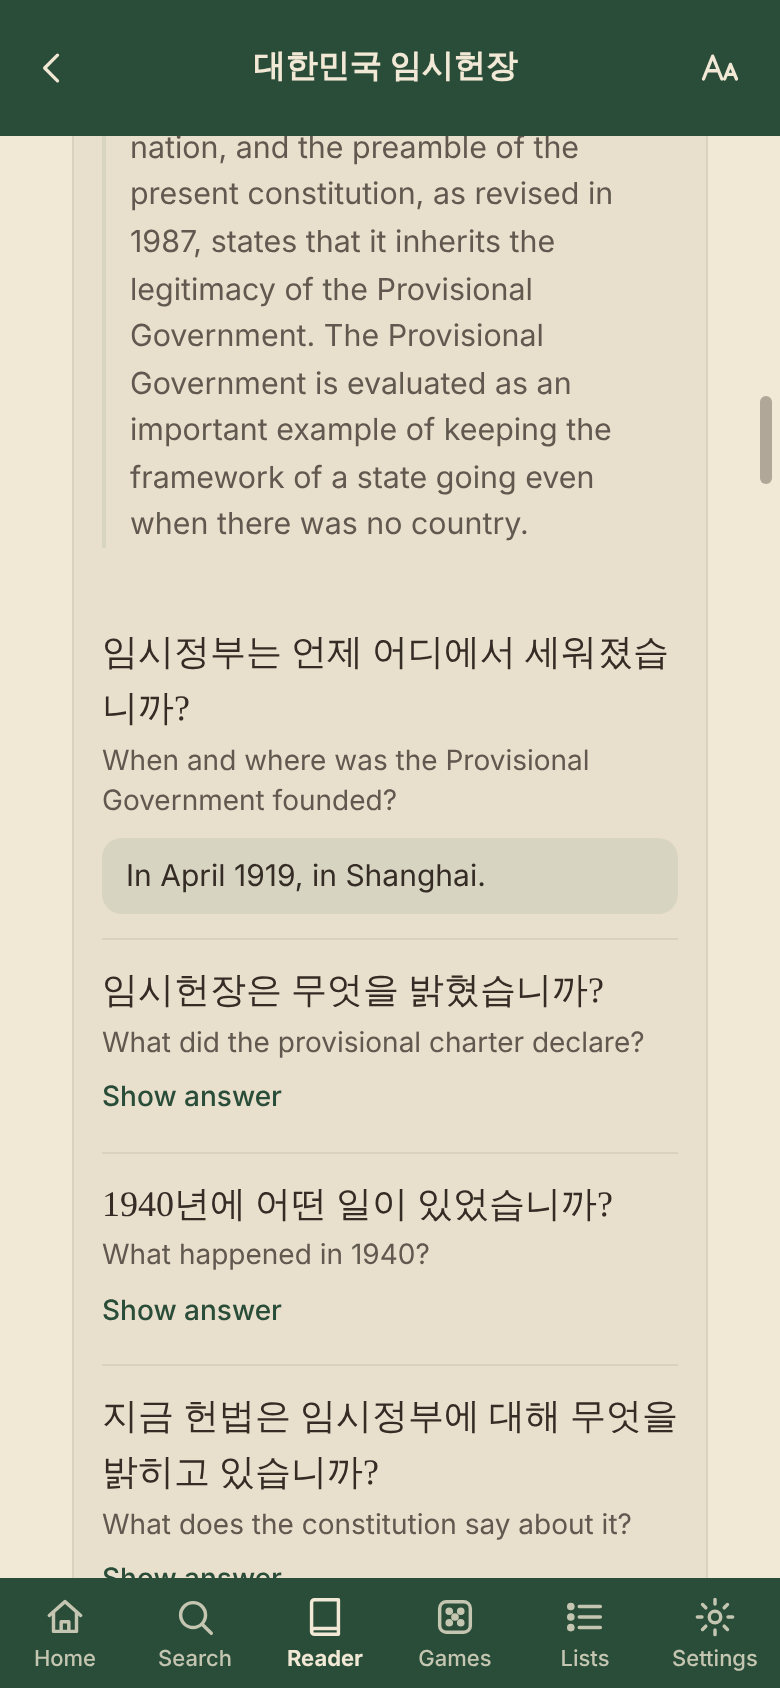 대한민국 임시헌장
AA
nation, and the preamble of the
present constitution, as revised in
1987, states that it inherits the
legitimacy of the Provisional
Government. The Provisional
Government is evaluated as an
important example of keeping the
framework of a state going even
when there was no country.
임시정부는 언제 어디에서 세워졌습
니까?
When and where was the Provisional
Government founded?
In April 1919, in Shanghai.
임시헌장은 무엇을 밝혔습니까?
What did the provisional charter declare?
Show answer
1940년에 어떤 일이 있었습니까?
What happened in 1940?
Show answer
지금 헌법은 임시정부에 대해 무엇을
밝히고 있습니까?
What does the constitution say about it?
Show answer
Home Search Reader Games Lists Settings